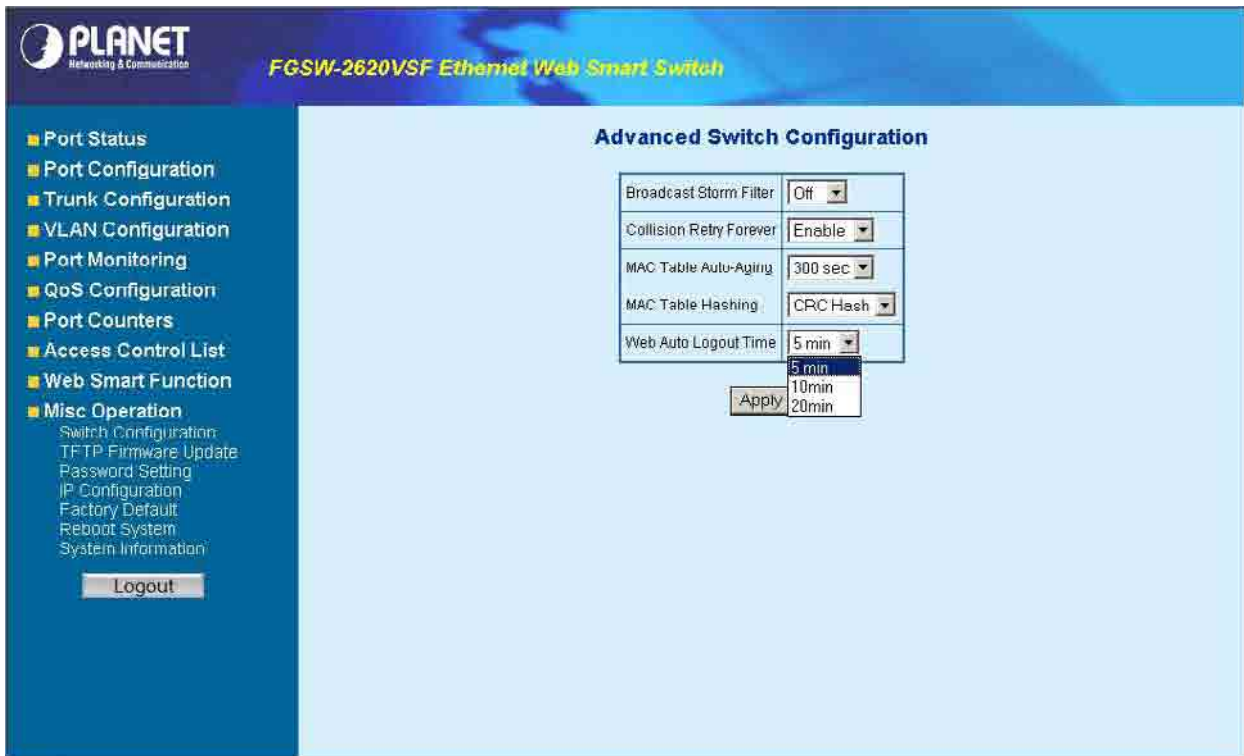 PLANET
Networking & Communication
FGSW-2620VSF Ethernet Web Smart Switch
Port Status
Port Configuration
Trunk Configuration
VLAN Configuration
Port Monitoring
QoS Configuration
Port Counters
Access Control List
Web Smart Function
Misc Operation
Switch Configuration
TFTP Firmware Update
Password Setting
IP Configuration
Factory Default
Reboot System
System Information
Logout
Advanced Switch Configuration
Broadcast Storm Filter Off
Collision Retry Forever Enable
MAC Table Auto-Aging 300 sec
MAC Table Hashing CRC Hash
Web Auto Logout Time 5 min
5 min
10min
20min
Apply